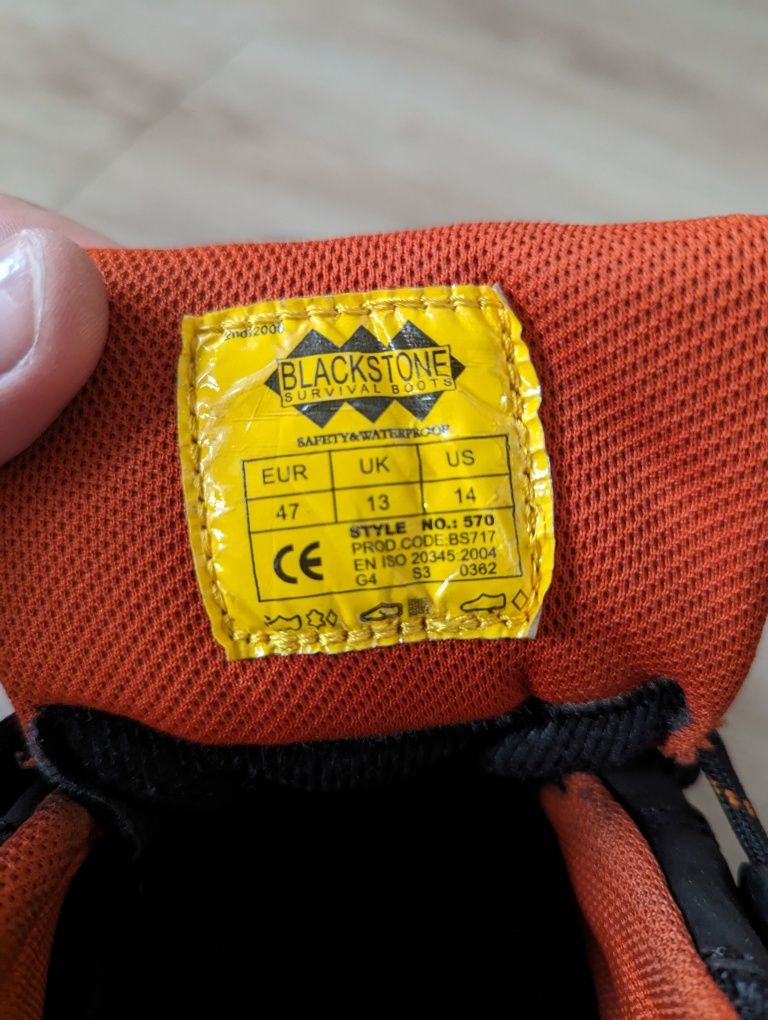 2nd/2006
BLACKSTONE
SURVIVAL BOOTS
SAFETY&WATERPROOF
EUR UK US
47 13 14
CE
STYLE NO.: 570
PROD.CODE:BS717
EN ISO 20345:2004
G4 S3 0362